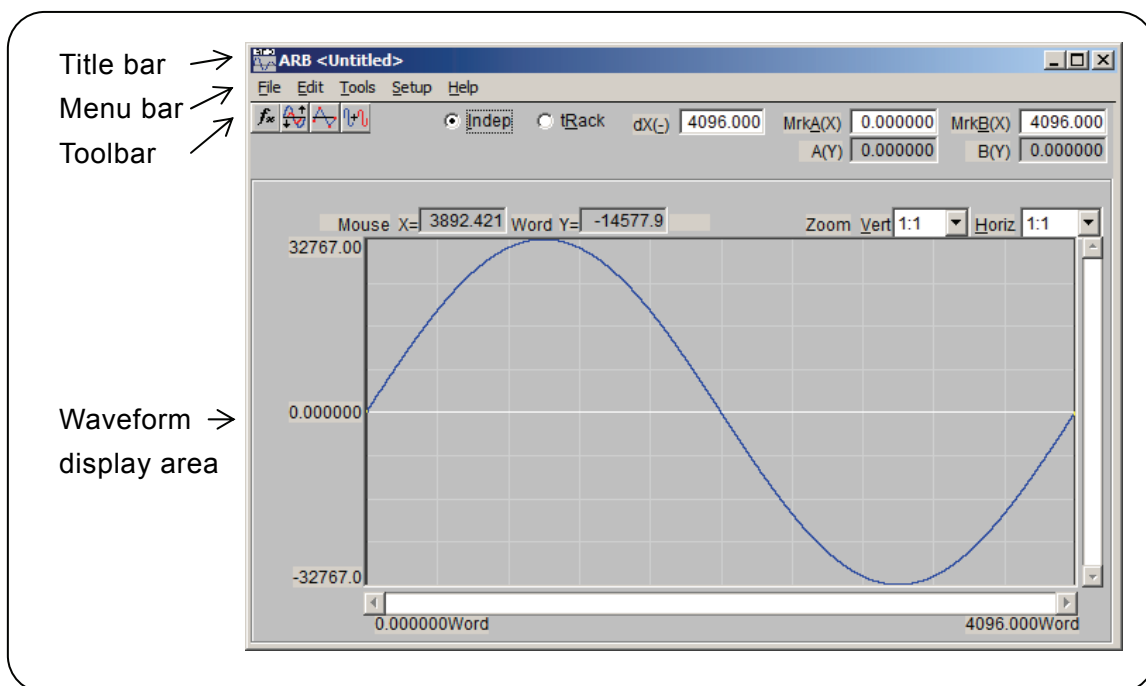 Title bar
Menu bar
Toolbar
Waveform
display area
ARB <Untitled>
File Edit Tools Setup Help
Indep tRack dX(-) 4096.000 MrkA(X) 0.000000 MrkB(X) 4096.000
A(Y) 0.000000 B(Y) 0.000000
Mouse X= 3892.421 Word Y= -14577.9 Zoom Vert 1:1 Horiz 1:1
32767.00
0.000000
-32767.0
0.000000Word 4096.000Word